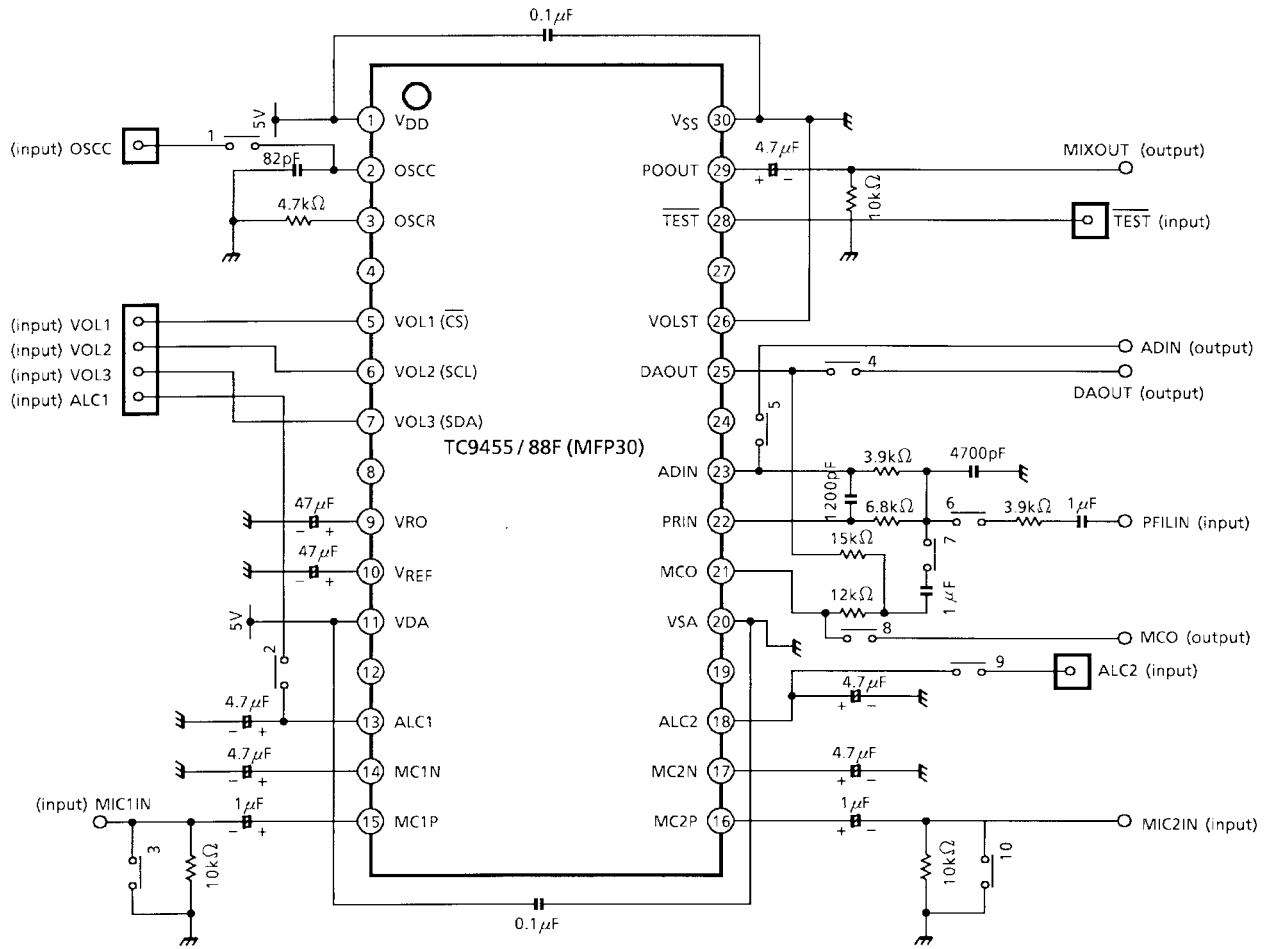 0.1μF
5V
1
VDD
VSS
30
(input) OSCC
1
82pF
2
OSCC
POOUT
29
4.7μF
+
−
MIXOUT (output)
10kΩ
4.7kΩ
3
OSCR
TEST
28
TEST (input)
4
27
(input) VOL1
5
VOL1 (CS)
VOLST
26
(input) VOL2
6
VOL2 (SCL)
DAOUT
25
4
ADIN (output)
DAOUT (output)
(input) VOL3
(input) ALC1
7
VOL3 (SDA)
24
5
TC9455 / 88F (MFP30)
8
ADIN
23
3.9kΩ
4700pF
1200pF
47μF
−
+
9
VRO
PRIN
22
6.8kΩ
6
3.9kΩ
1μF
PFILIN (input)
7
15kΩ
47μF
−
+
10
VREF
MCO
21
12kΩ
1μF
5V
11
VDA
VSA
20
8
MCO (output)
2
12
19
9
ALC2 (input)
4.7μF
−
+
13
ALC1
ALC2
18
4.7μF
+
−
4.7μF
−
+
14
MC1N
MC2N
17
4.7μF
+
−
(input) MIC1IN
1μF
−
+
15
MC1P
MC2P
16
1μF
+
−
MIC2IN (input)
3
10kΩ
10kΩ
10
0.1μF